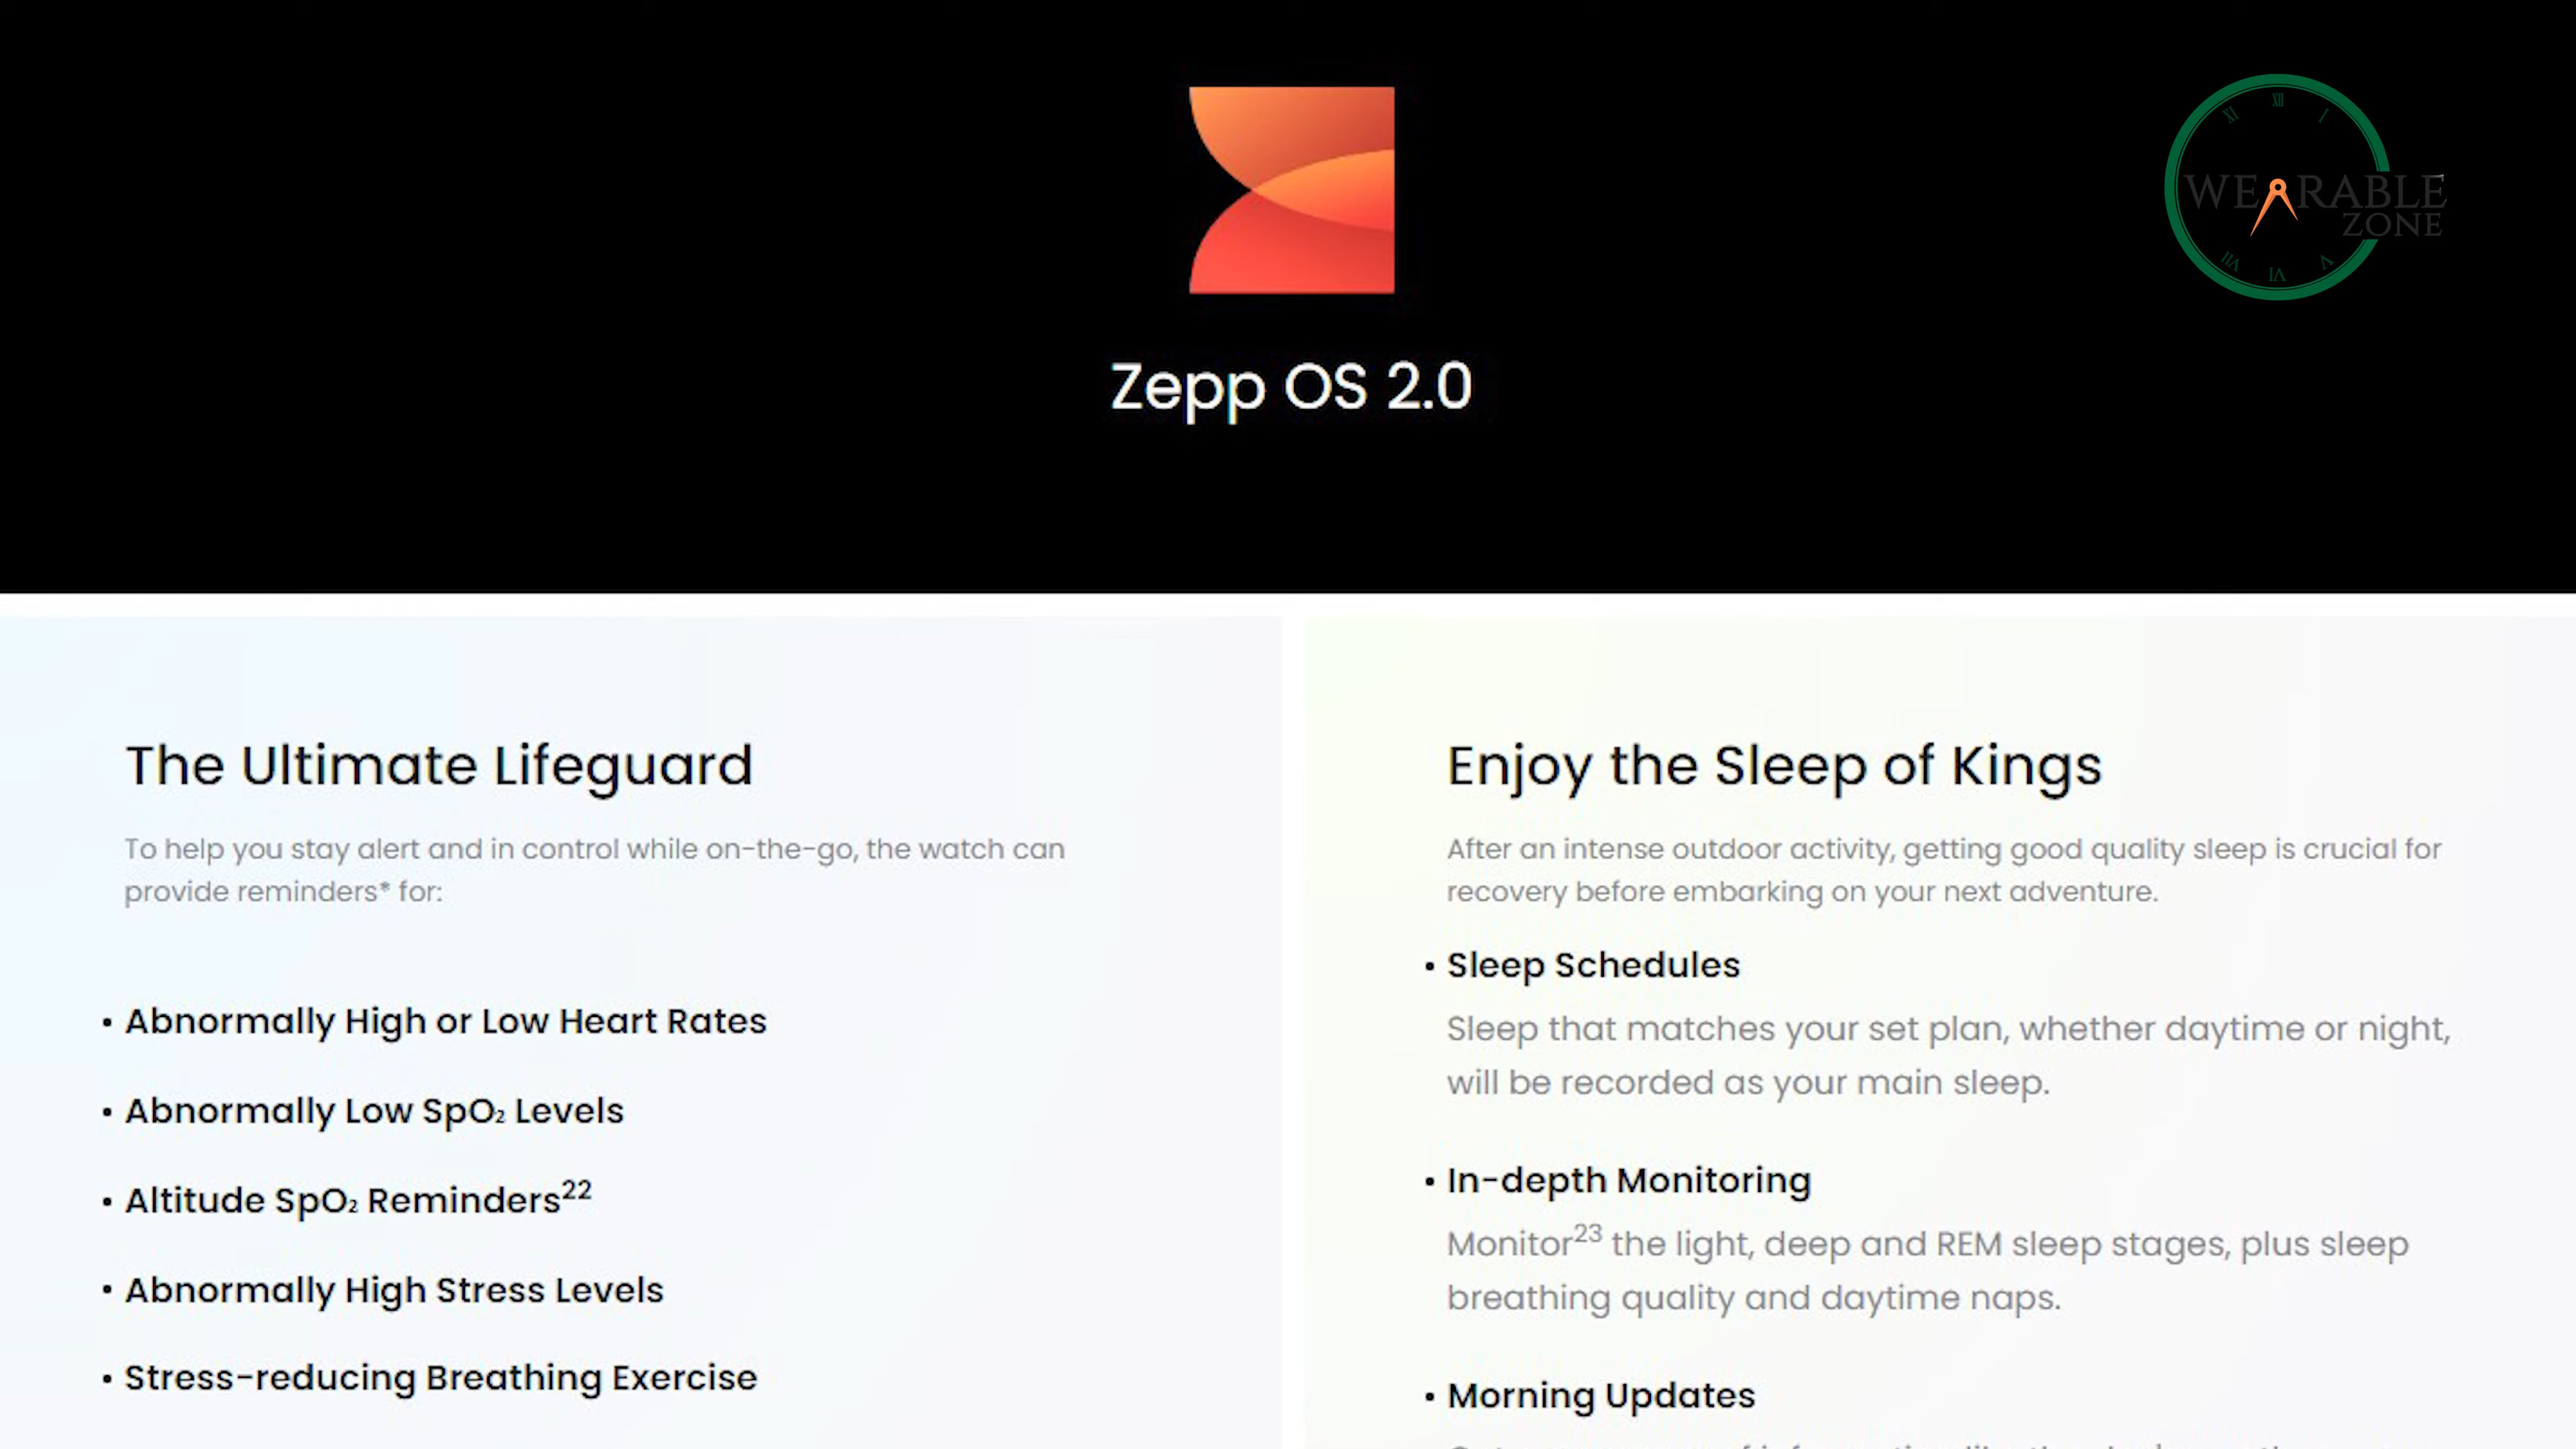 WEARABLE
ZONE
XII
I
V
VI
VII
XI
Zepp OS 2.0
The Ultimate Lifeguard
To help you stay alert and in control while on-the-go, the watch can
provide reminders* for:
• Abnormally High or Low Heart Rates
• Abnormally Low SpO₂ Levels
• Altitude SpO₂ Reminders²²
• Abnormally High Stress Levels
• Stress-reducing Breathing Exercise
Enjoy the Sleep of Kings
After an intense outdoor activity, getting good quality sleep is crucial for
recovery before embarking on your next adventure.
• Sleep Schedules
Sleep that matches your set plan, whether daytime or night,
will be recorded as your main sleep.
• In-depth Monitoring
Monitor²³ the light, deep and REM sleep stages, plus sleep
breathing quality and daytime naps.
• Morning Updates